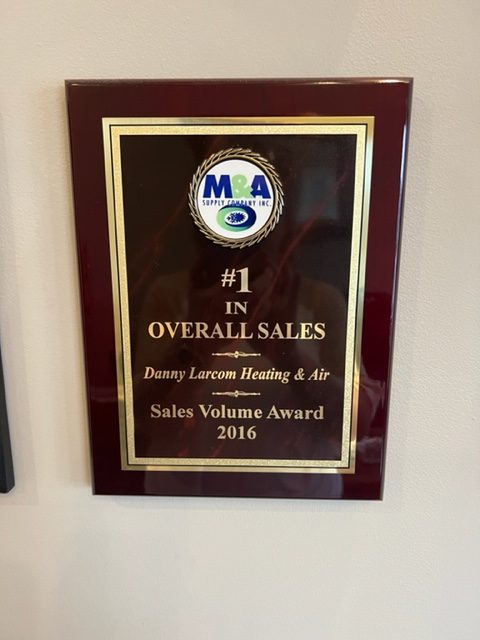 M&A
SUPPLY COMPANY INC.
#1
IN
OVERALL SALES
Danny Larcom Heating & Air
Sales Volume Award
2016